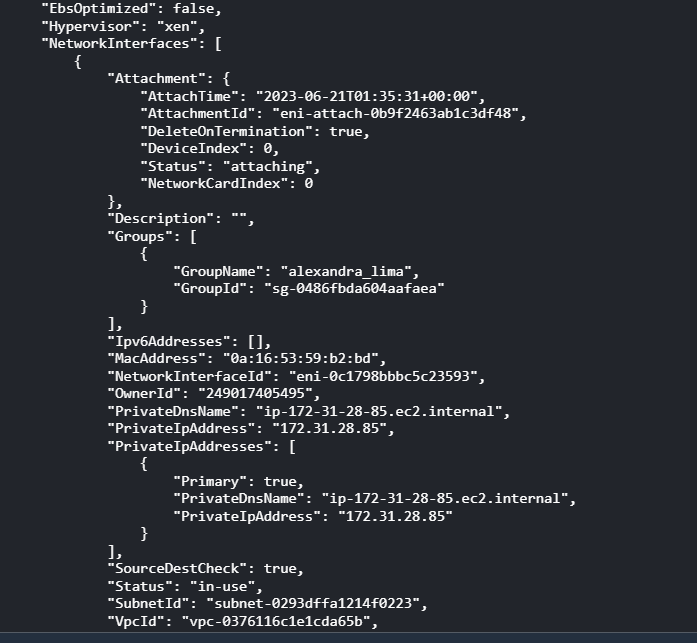 "EbsOptimized": false,
"Hypervisor": "xen",
"NetworkInterfaces": [
{
"Attachment": {
"AttachTime": "2023-06-21T01:35:31+00:00",
"AttachmentId": "eni-attach-0b9f2463ab1c3df48",
"DeleteOnTermination": true,
"DeviceIndex": 0,
"Status": "attaching",
"NetworkCardIndex": 0
},
"Description": "",
"Groups": [
{
"GroupName": "alexandra_lima",
"GroupId": "sg-0486fbda604aafaea"
}
],
"Ipv6Addresses": [],
"MacAddress": "0a:16:53:59:b2:bd",
"NetworkInterfaceId": "eni-0c1798bbbc5c23593",
"OwnerId": "249017405495",
"PrivateDnsName": "ip-172-31-28-85.ec2.internal",
"PrivateIpAddress": "172.31.28.85",
"PrivateIpAddresses": [
{
"Primary": true,
"PrivateDnsName": "ip-172-31-28-85.ec2.internal",
"PrivateIpAddress": "172.31.28.85"
}
],
"SourceDestCheck": true,
"Status": "in-use",
"SubnetId": "subnet-0293dffa1214f0223",
"VpcId": "vpc-0376116c1e1cda65b",